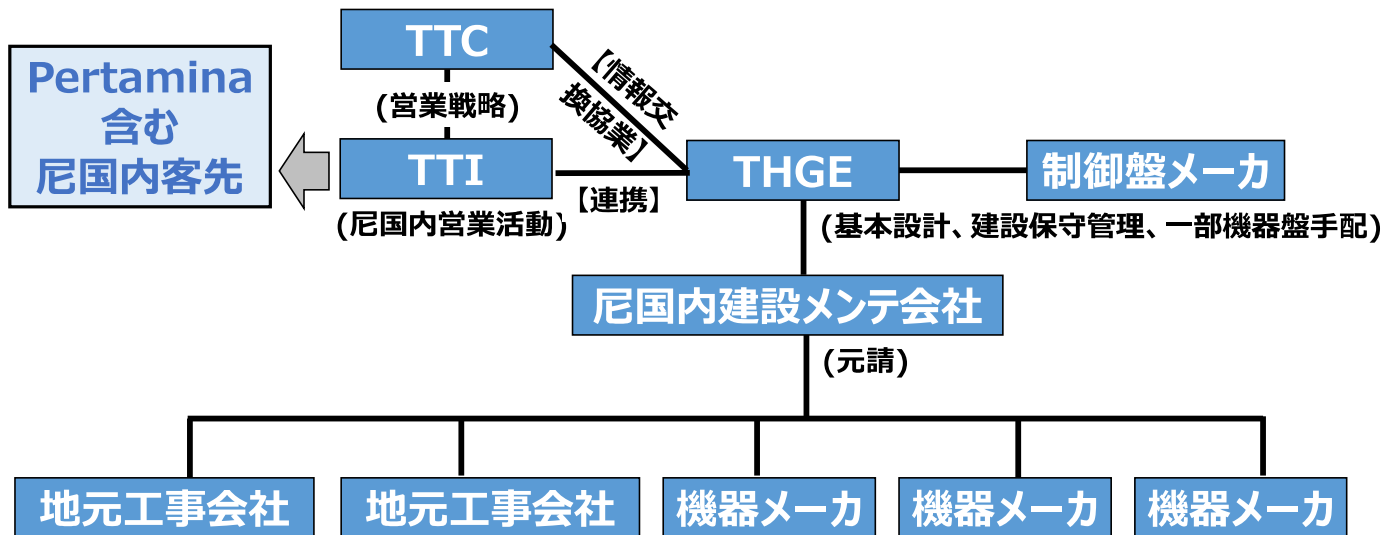 TTC
Pertamina
含む
尼国内客先
(営業戦略)
【情報交
換協業】
TTI
(尼国内営業活動)
【連携】
THGE
制御盤メーカ
(基本設計、建設保守管理、一部機器盤手配)
尼国内建設メンテ会社
(元請)
地元工事会社
地元工事会社
機器メーカ
機器メーカ
機器メーカ